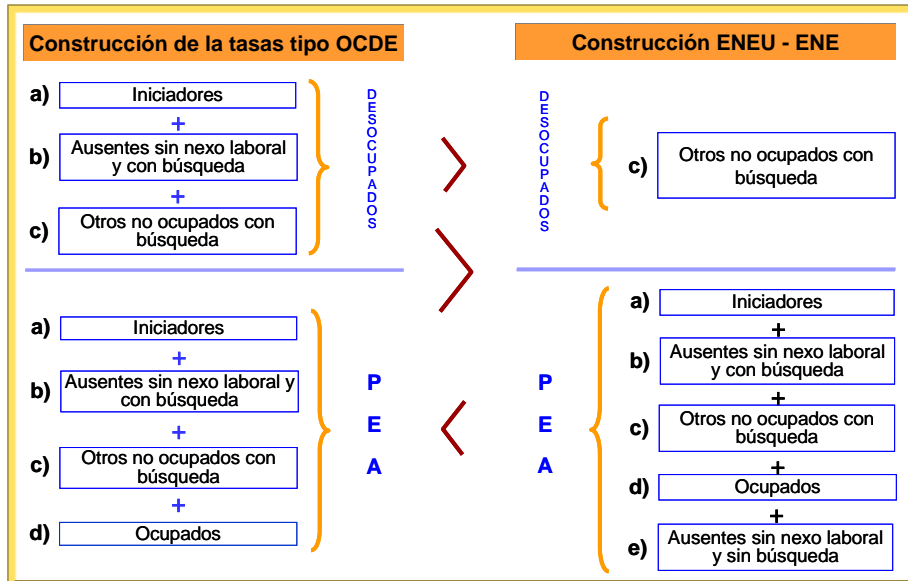 Construcción de la tasas tipo OCDE
a) Iniciadores
+
b) Ausentes sin nexo laboral
y con búsqueda
+
c) Otros no ocupados con
búsqueda
DESOCUPADOS
>
Construcción ENEU - ENE
DESOCUPADOS
c) Otros no ocupados con
búsqueda
>
a) Iniciadores
+
b) Ausentes sin nexo laboral y
con búsqueda
+
c) Otros no ocupados con
búsqueda
+
d) Ocupados
P
E
A
<
P
E
A
a) Iniciadores
+
b) Ausentes sin nexo laboral
y con búsqueda
+
c) Otros no ocupados con
búsqueda
+
d) Ocupados
+
e) Ausentes sin nexo laboral
y sin búsqueda